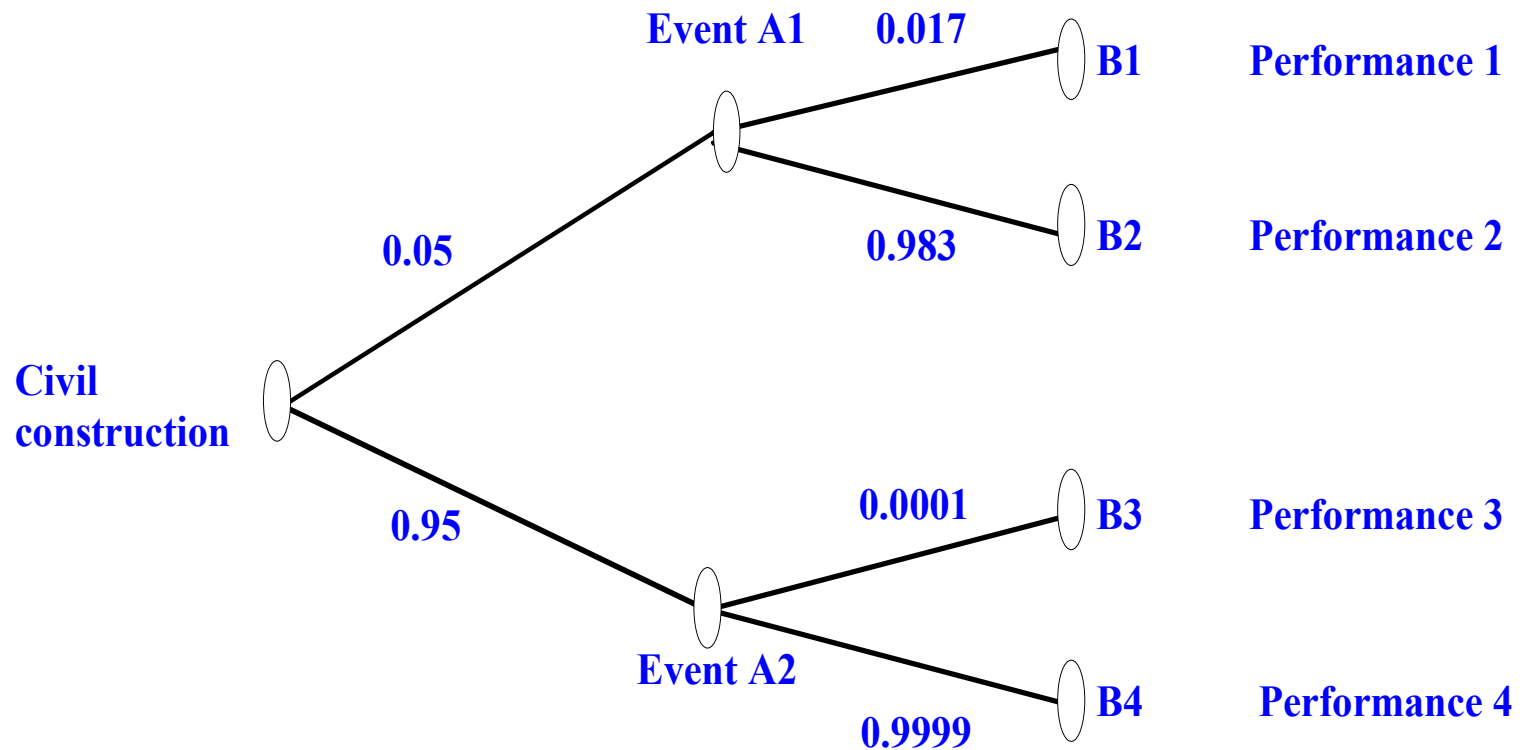 Event A1 0.017
B1 Performance 1
0.05
0.983
B2 Performance 2
Civil
construction
0.95
0.0001
B3 Performance 3
Event A2
0.9999
B4 Performance 4